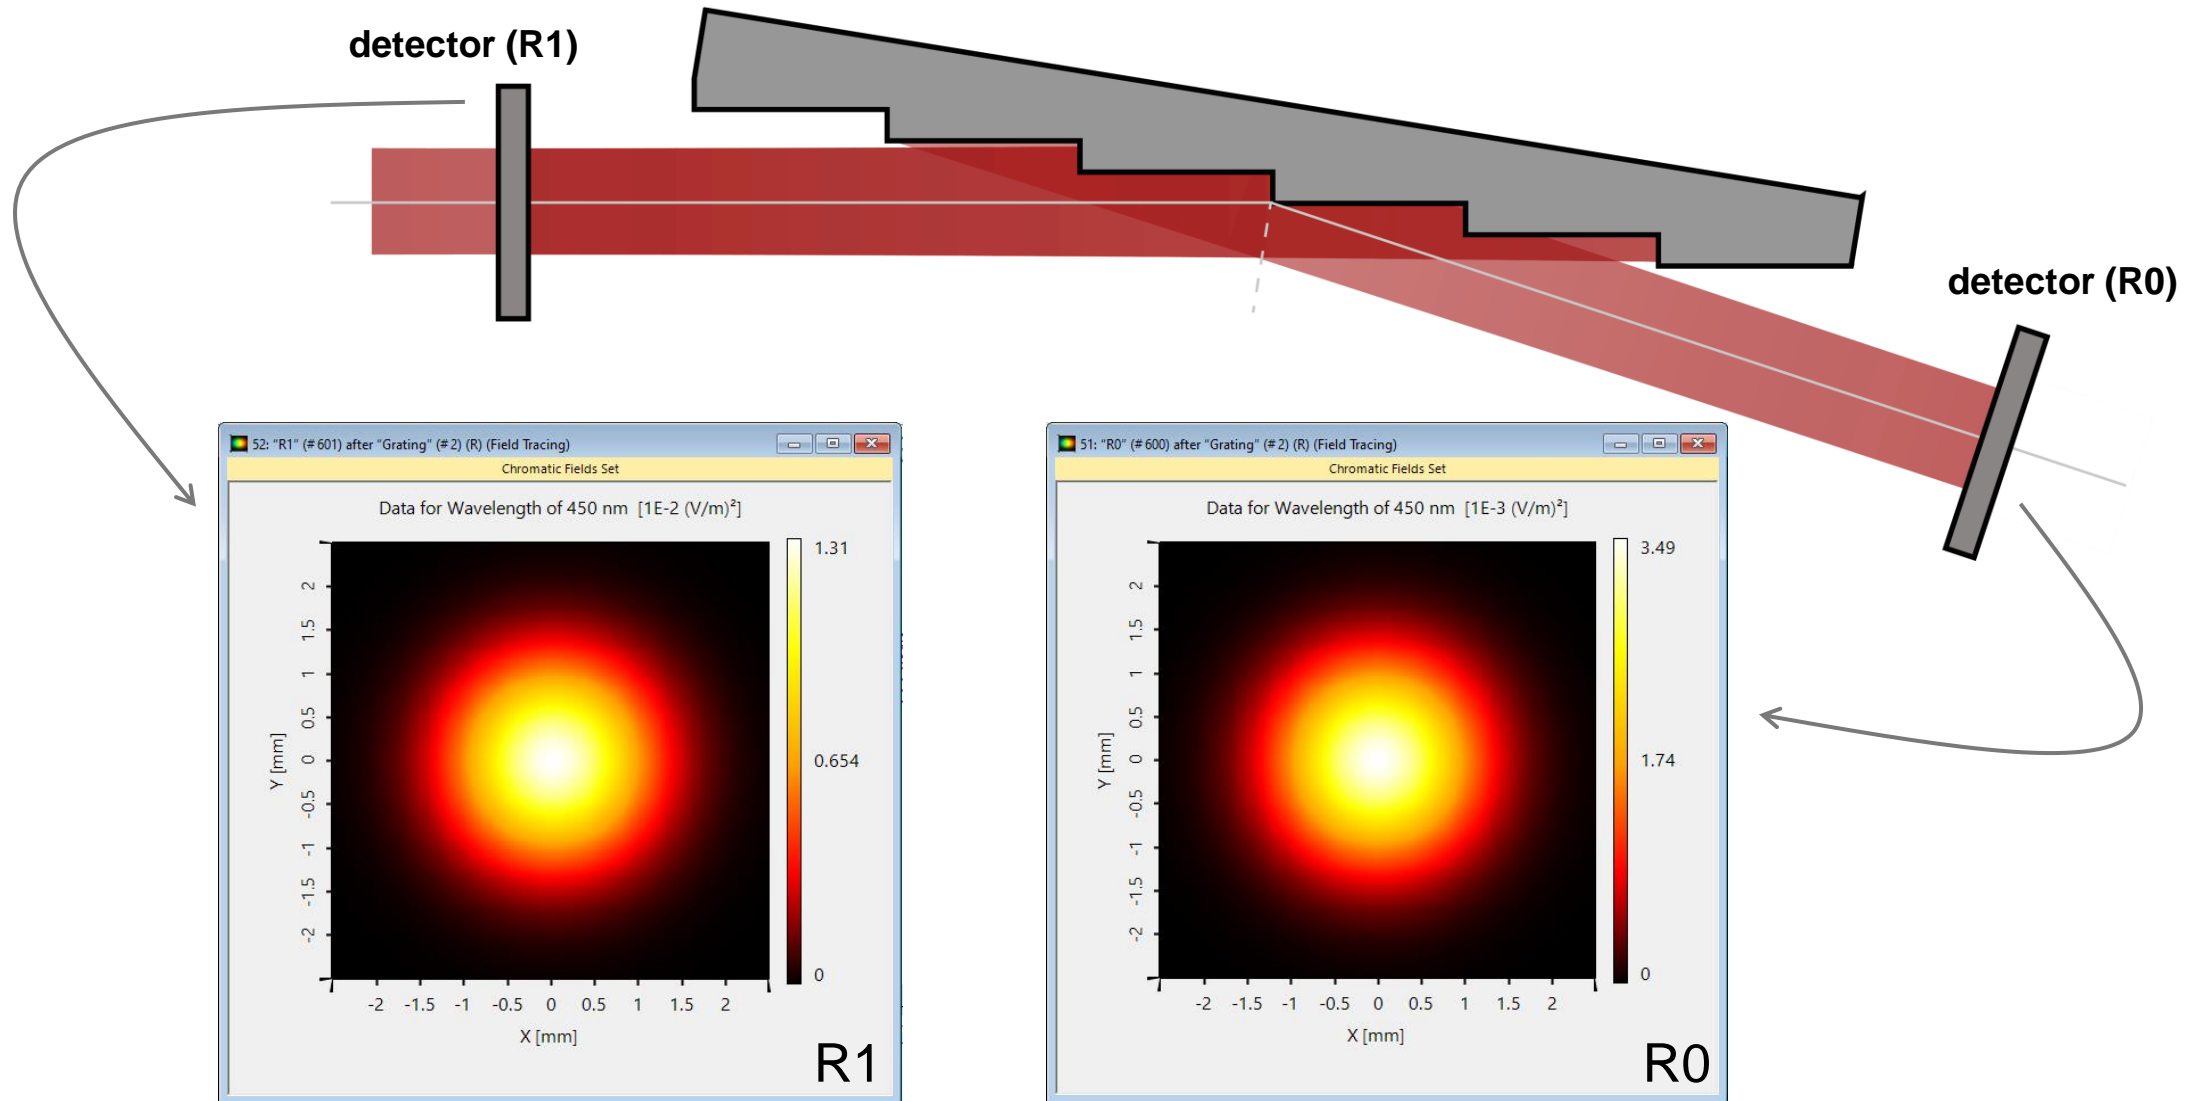 detector (R1)
detector (R0)
52: "R1" (#601) after "Grating" (#2) (R) (Field Tracing)
Chromatic Fields Set
Data for Wavelength of 450 nm [1E-2 (V/m)²]
1.31
0.654
0
Y [mm]
2
1.5
1
0.5
0
-0.5
-1
-1.5
-2
-2 -1.5 -1 -0.5 0 0.5 1 1.5 2
X [mm]
R1
51: "R0" (#600) after "Grating" (#2) (R) (Field Tracing)
Chromatic Fields Set
Data for Wavelength of 450 nm [1E-3 (V/m)²]
3.49
1.74
0
Y [mm]
2
1.5
1
0.5
0
-0.5
-1
-1.5
-2
-2 -1.5 -1 -0.5 0 0.5 1 1.5 2
X [mm]
R0